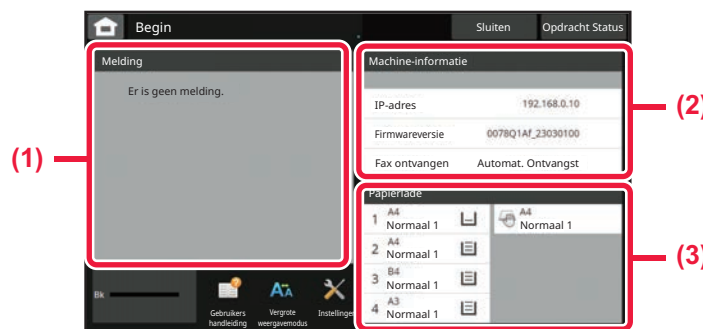 Begin
Sluiten
Opdracht Status
Melding
Er is geen melding.
(1)
Machine-informatie
IP-adres 192.168.0.10
Firmwareversie 0078Q1Af_23030100
Fax ontvangen Automat. Ontvangst
(2)
Papierlade
1 A4
Normaal 1
2 A4
Normaal 1
3 B4
Normaal 1
4 A3
Normaal 1
A4
Normaal 1
(3)
Bk
Gebruikers
handleiding
Vergrote
weergavemodus
Instellingen